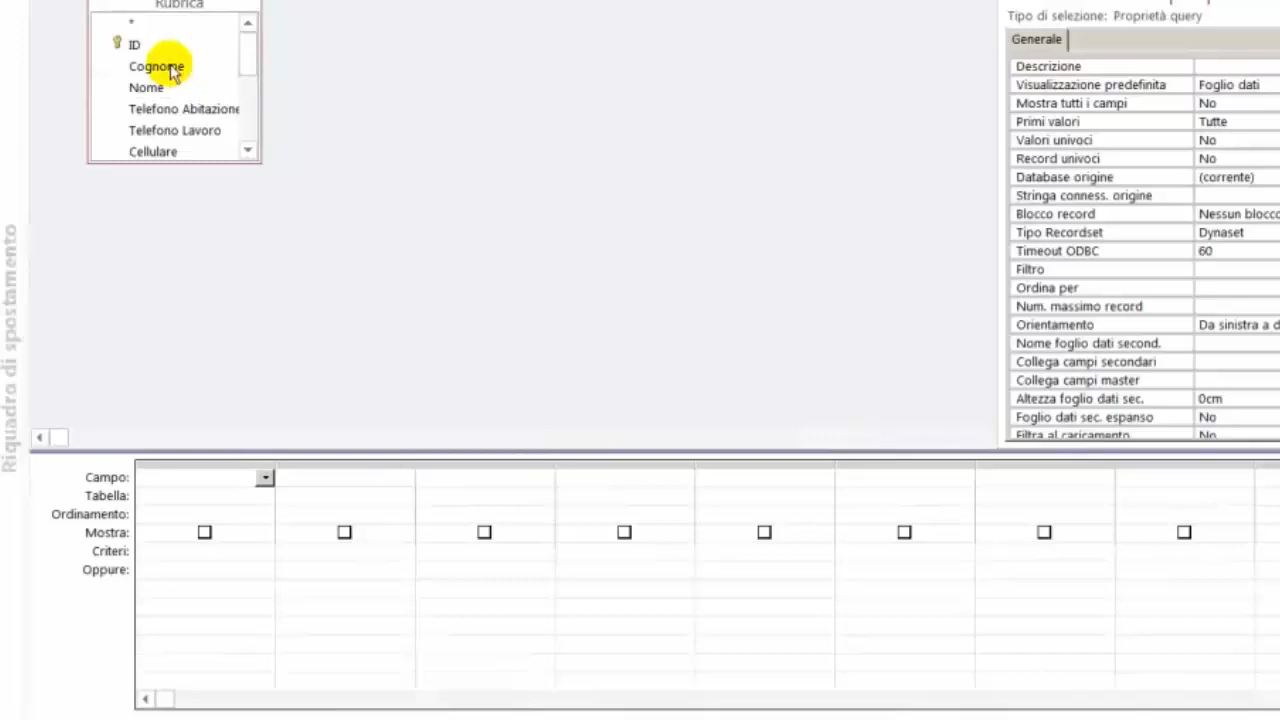 Rubrica
*
ID
Cognome
Nome
Telefono Abitazione
Telefono Lavoro
Cellulare
Riquadro di spostamento
Tipo di selezione: Proprietà query
Generale
Descrizione
Visualizzazione predefinita Foglio dati
Mostra tutti i campi No
Primi valori Tutte
Valori univoci No
Record univoci No
Database origine (corrente)
Stringa conness. origine
Blocco record Nessun blocco
Tipo Recordset Dynaset
Timeout ODBC 60
Filtro
Ordina per
Num. massimo record
Orientamento Da sinistra a d
Nome foglio dati second.
Collega campi secondari
Collega campi master
Altezza foglio dati sec. 0cm
Foglio dati sec. espanso No
Filtra al caricamento No
Campo:
Tabella:
Ordinamento:
Mostra:
Criteri:
Oppure: